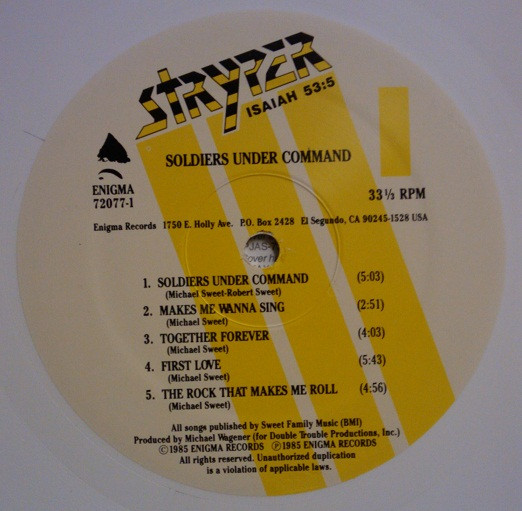 STRYPER
ISAIAH 53:5
SOLDIERS UNDER COMMAND
ENIGMA
72077-1
33 1/3 RPM
Enigma Records 1750 E. Holly Ave. P.O. Box 2428 El Segundo, CA 90245-1528 USA
1. SOLDIERS UNDER COMMAND (5:03)
(Michael Sweet-Robert Sweet)
2. MAKES ME WANNA SING (2:51)
(Michael Sweet)
3. TOGETHER FOREVER (4:03)
(Michael Sweet)
4. FIRST LOVE (5:43)
(Michael Sweet)
5. THE ROCK THAT MAKES ME ROLL (4:56)
(Michael Sweet)
All songs published by Sweet Family Music (BMI)
Produced by Michael Wagener (for Double Trouble Productions, Inc.)
Ⓒ1985 ENIGMA RECORDS Ⓟ1985 ENIGMA RECORDS
All rights reserved. Unauthorized duplication
is a violation of applicable laws.